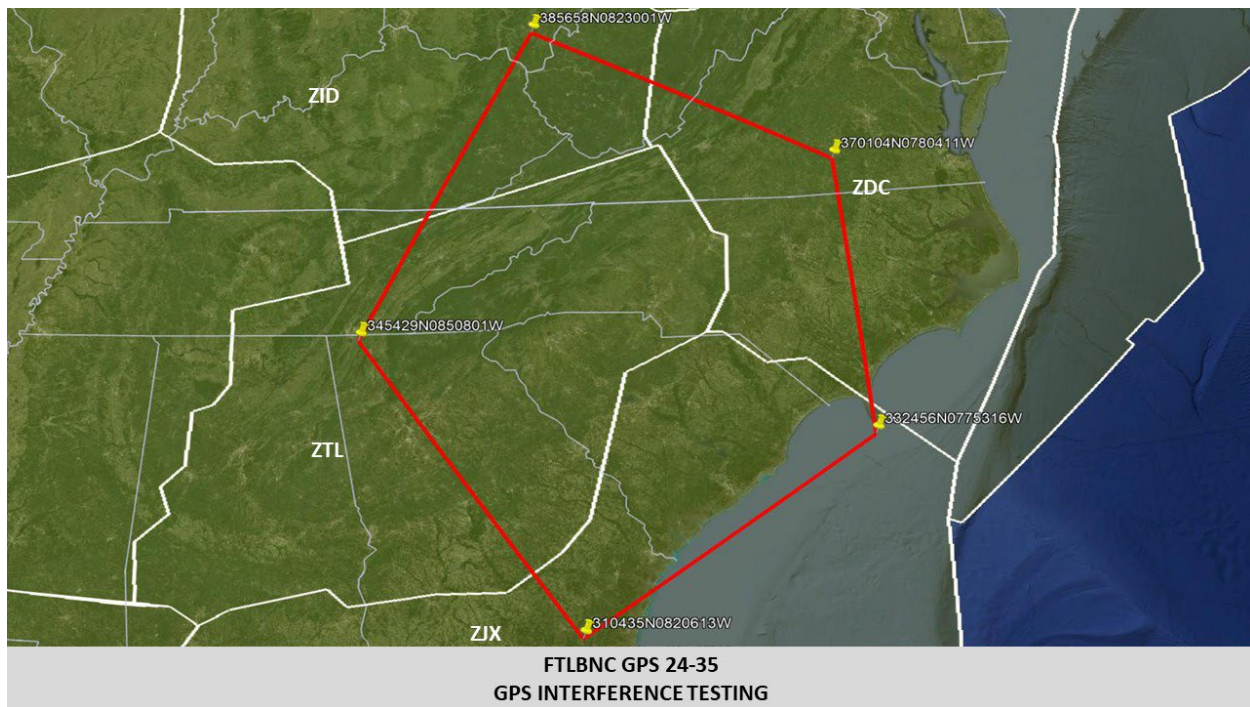 385658N0823001W
ZID
370104N0780411W
ZDC
345429N0850801W
332456N0775316W
ZTL
310435N0820613W
ZJX
FTLBNC GPS 24-35
GPS INTERFERENCE TESTING